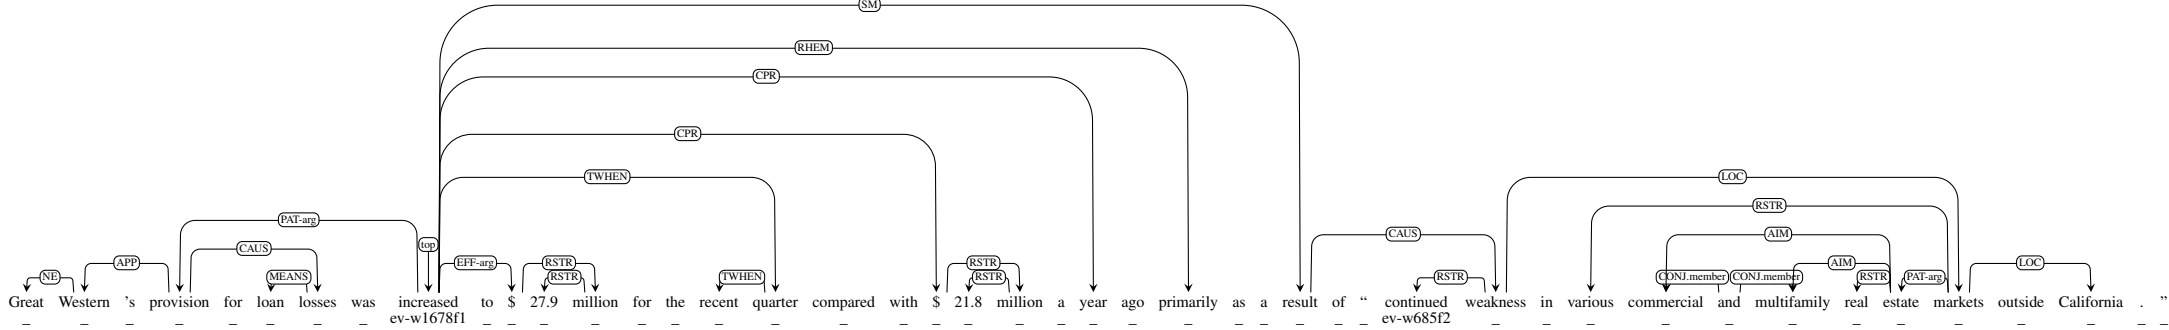 SM
RHEM
CPR
CPR
TWHEN LOC
RSTR
PAT-arg
CAUS AIM
top
CAUS
NE APP EFF-arg RSTR RSTR AIM LOC
MEANS RSTR TWHEN RSTR RSTR CONJ.member CONJ.member RSTR PAT-arg
Great Western 's provision for loan losses was increased to $ 27.9 million for the recent quarter compared with $ 21.8 million a year ago primarily as a result of “ continued weakness in various commercial and multifamily real estate markets outside California . ”
_ _ _ _ _ _ _ _ ev-w1678f1 _ _ _ _ _ _ _ _ _ _ _ _ _ _ _ _ _ _ _ _ _ _ _ ev-w685f2 _ _ _ _ _ _ _ _ _ _ _ _ _